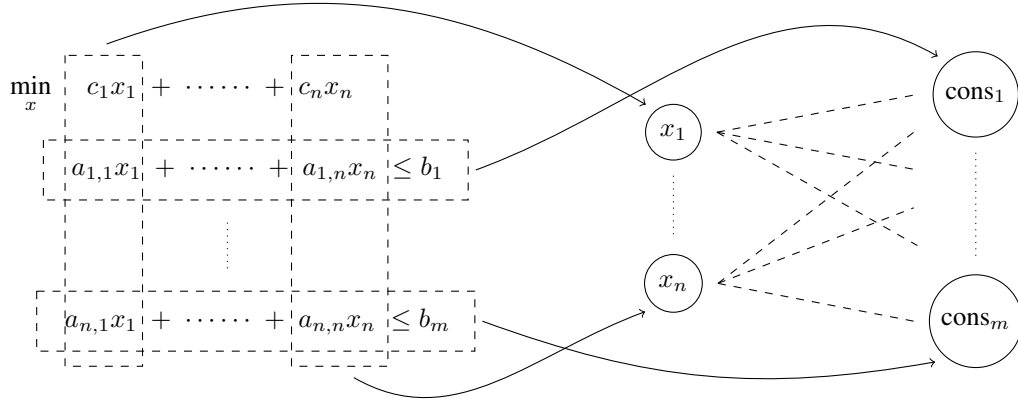 min c₁x₁ + ⋯⋯ + cₙxₙ
x
a₁,₁x₁ + ⋯⋯ + a₁,ₙxₙ ≤ b₁
aₙ,₁x₁ + ⋯⋯ + aₙ,ₙxₙ ≤ bₘ
x₁
xₙ
cons₁
consₘ